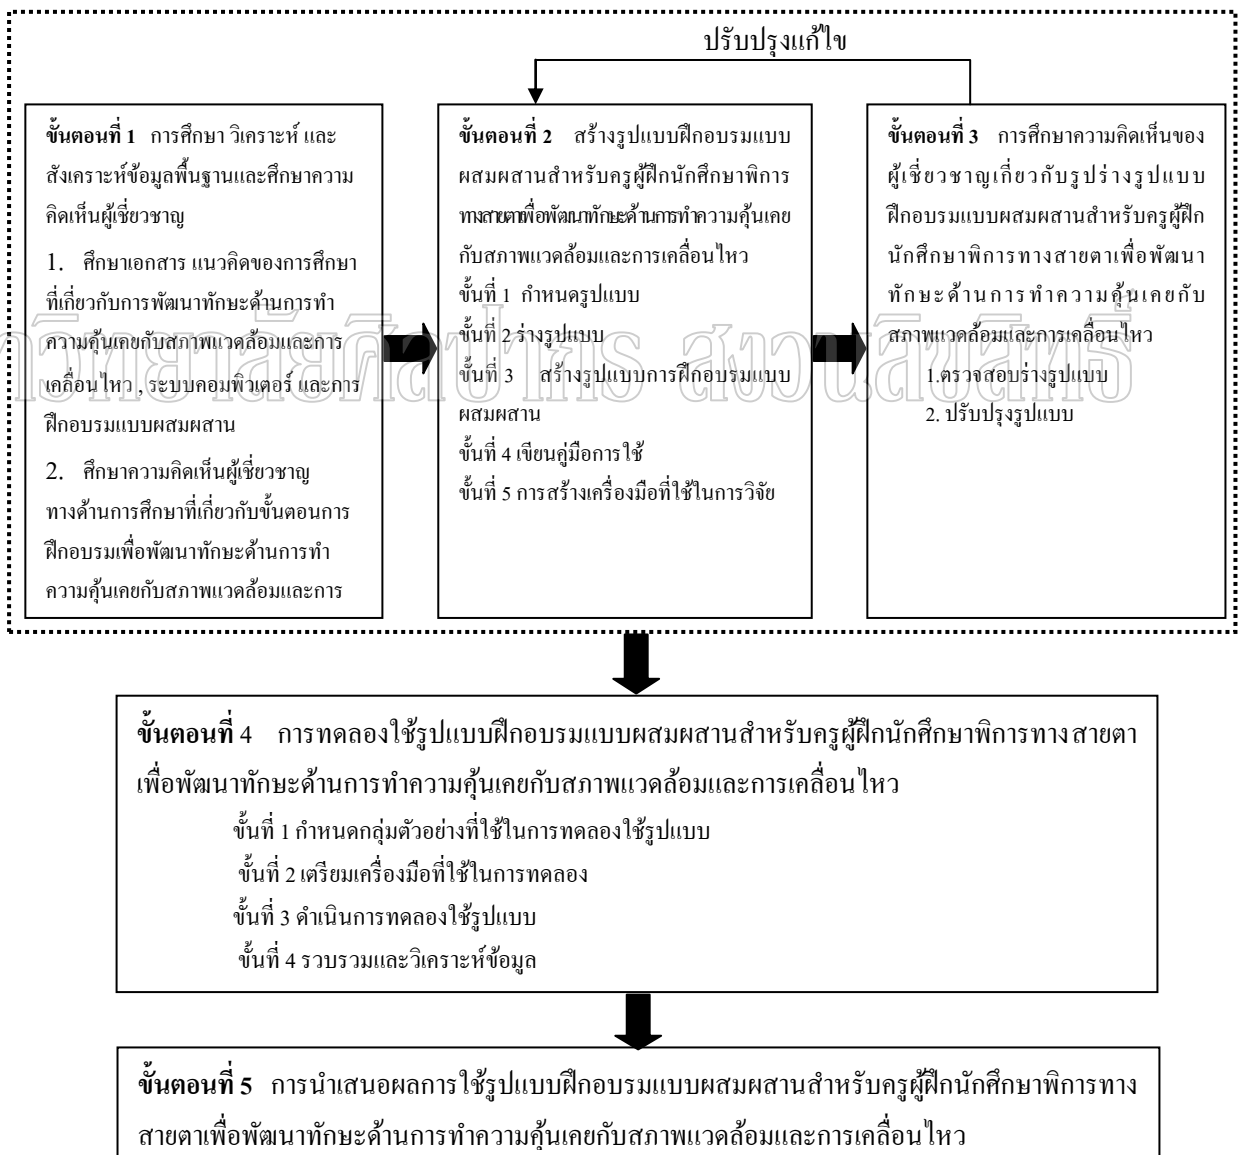 ปรับปรุงแก้ไข
ขั้นตอนที่ 1 การศึกษา วิเคราะห์ และ
สังเคราะห์ข้อมูลพื้นฐานและศึกษาความ
คิดเห็นผู้เชี่ยวชาญ
1. ศึกษาเอกสาร แนวคิดของการศึกษา
ที่เกี่ยวกับการพัฒนาทักษะด้านการทำ
ความคุ้นเคยกับสภาพแวดล้อมและการ
เคลื่อนไหว , ระบบคอมพิวเตอร์ และการ
ฝึกอบรมแบบผสมผสาน
2. ศึกษาความคิดเห็นผู้เชี่ยวชาญ
ทางด้านการศึกษาที่เกี่ยวกับขั้นตอนการ
ฝึกอบรมเพื่อพัฒนาทักษะด้านการทำ
ความคุ้นเคยกับสภาพแวดล้อมและการ
ขั้นตอนที่ 2 สร้างรูปแบบฝึกอบรมแบบ
ผสมผสานสำหรับครูผู้ฝึกนักศึกษาพิการ
ทางสายตาเพื่อพัฒนาทักษะด้านการทำความคุ้นเคย
กับสภาพแวดล้อมและการเคลื่อนไหว
ขั้นที่ 1 กำหนดรูปแบบ
ขั้นที่ 2 ร่างรูปแบบ
ขั้นที่ 3 สร้างรูปแบบการฝึกอบรมแบบ
ผสมผสาน
ขั้นที่ 4 เขียนคู่มือการใช้
ขั้นที่ 5 การสร้างเครื่องมือที่ใช้ในการวิจัย
ขั้นตอนที่ 3 การศึกษาความคิดเห็นของ
ผู้เชี่ยวชาญเกี่ยวกับรูปร่างรูปแบบ
ฝึกอบรมแบบผสมผสานสำหรับครูผู้ฝึก
นักศึกษาพิการทางสายตาเพื่อพัฒนา
ทักษะด้านการทำความคุ้นเคยกับ
สภาพแวดล้อมและการเคลื่อนไหว
1.ตรวจสอบร่างรูปแบบ
2. ปรับปรุงรูปแบบ
วิทยาลัยศิลปากร สงวนลิขสิทธิ์
ขั้นตอนที่ 4 การทดลองใช้รูปแบบฝึกอบรมแบบผสมผสานสำหรับครูผู้ฝึกนักศึกษาพิการทางสายตา
เพื่อพัฒนาทักษะด้านการทำความคุ้นเคยกับสภาพแวดล้อมและการเคลื่อนไหว
ขั้นที่ 1 กำหนดกลุ่มตัวอย่างที่ใช้ในการทดลองใช้รูปแบบ
ขั้นที่ 2 เตรียมเครื่องมือที่ใช้ในการทดลอง
ขั้นที่ 3 ดำเนินการทดลองใช้รูปแบบ
ขั้นที่ 4 รวบรวมและวิเคราะห์ข้อมูล
ขั้นตอนที่ 5 การนำเสนอผลการใช้รูปแบบฝึกอบรมแบบผสมผสานสำหรับครูผู้ฝึกนักศึกษาพิการทาง
สายตาเพื่อพัฒนาทักษะด้านการทำความคุ้นเคยกับสภาพแวดล้อมและการเคลื่อนไหว